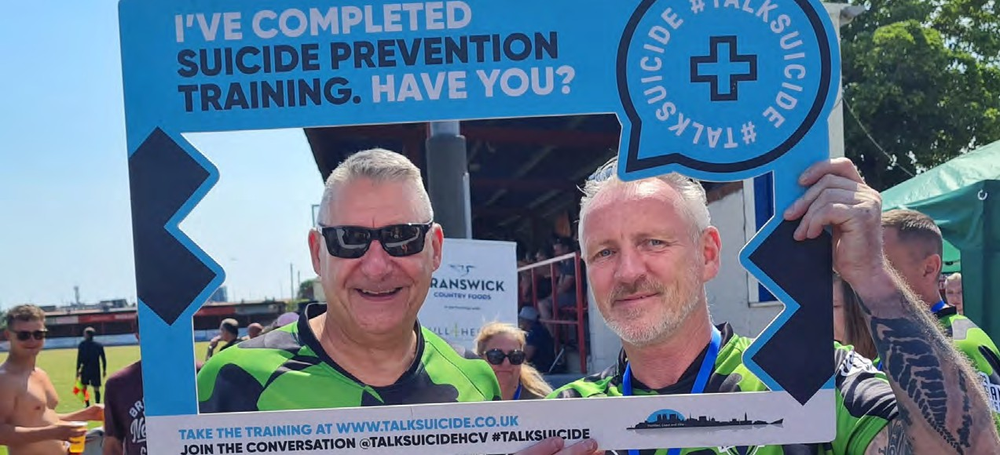 I'VE COMPLETED
SUICIDE PREVENTION
TRAINING. HAVE YOU?
#TALKSUICIDE #TALKSUICIDE
RANSWICK
COUNTRY FOODS
TAKE THE TRAINING AT WWW.TALKSUICIDE.CO.UK
JOIN THE CONVERSATION @TALKSUICIDEHCV #TALKSUICIDE